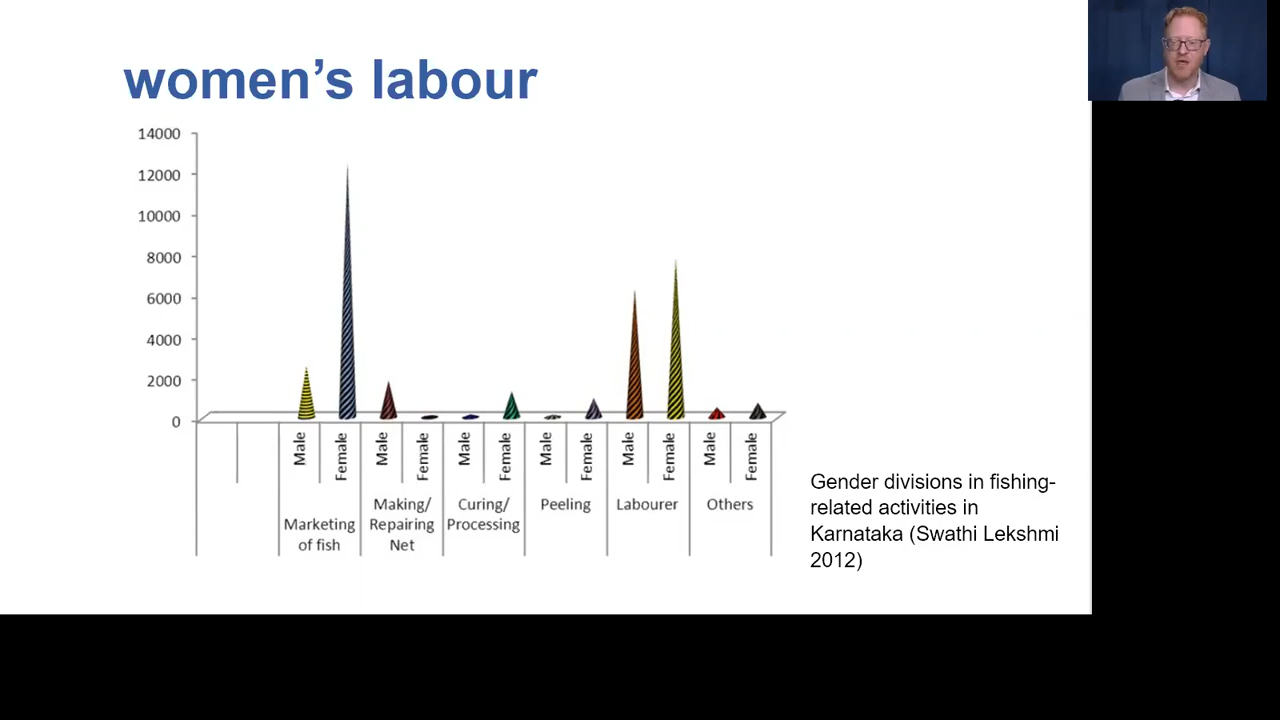 women's labour
14000
12000
10000
8000
6000
4000
2000
0
Male
Female
Male
Female
Male
Female
Male
Female
Male
Female
Male
Female
Marketing
of fish
Making/
Repairing
Net
Curing/
Processing
Peeling
Labourer
Others
Gender divisions in fishing-
related activities in
Karnataka (Swathi Lekshmi
2012)